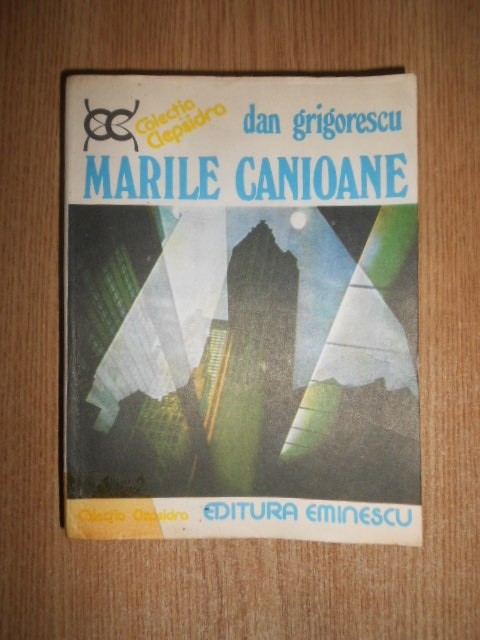 Colecția
Clepsidra
dan grigorescu
MARILE CANIOANE
Colecția Clepsidra
EDITURA EMINESCU